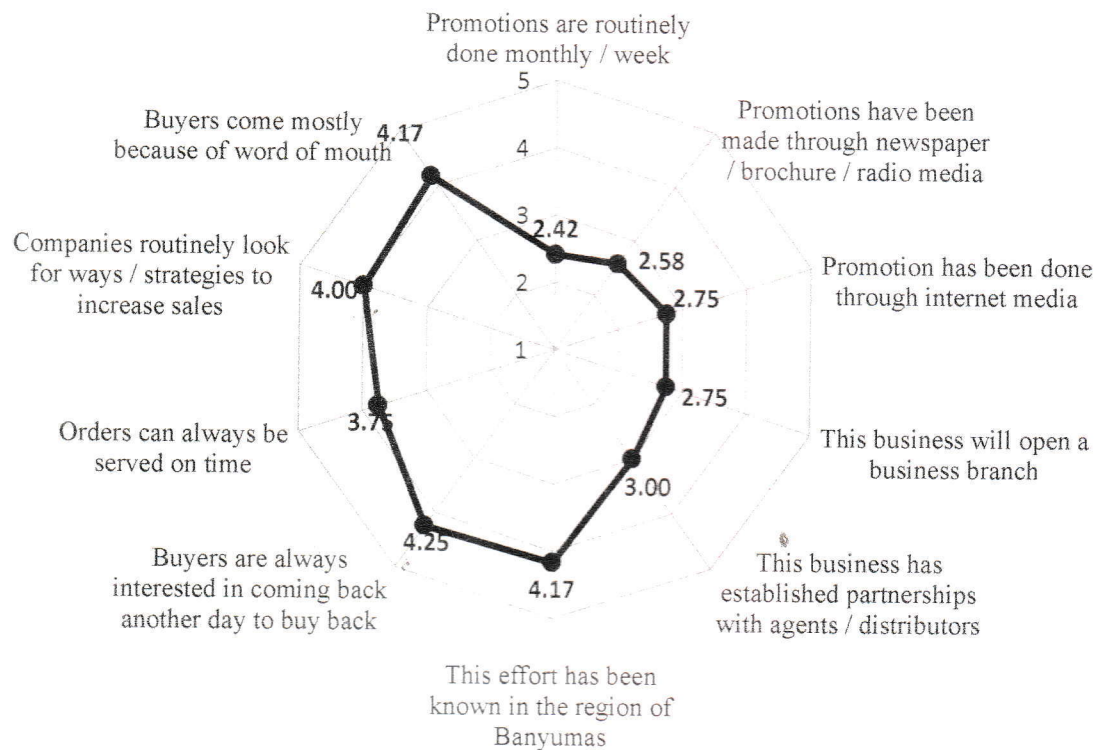 Promotions are routinely
done monthly / week
5
Promotions have been
made through newspaper
/ brochure / radio media
Buyers come mostly
because of word of mouth
4.17
4
3
2.42
2.58
Companies routinely look
for ways / strategies to
increase sales
4.00
Promotion has been done
through internet media
2.75
2
1
2.75
Orders can always be
served on time
3.75
This business will open a
business branch
3.00
Buyers are always
interested in coming back
another day to buy back
4.25
4.17
This business has
established partnerships
with agents / distributors
This effort has been
known in the region of
Banyumas